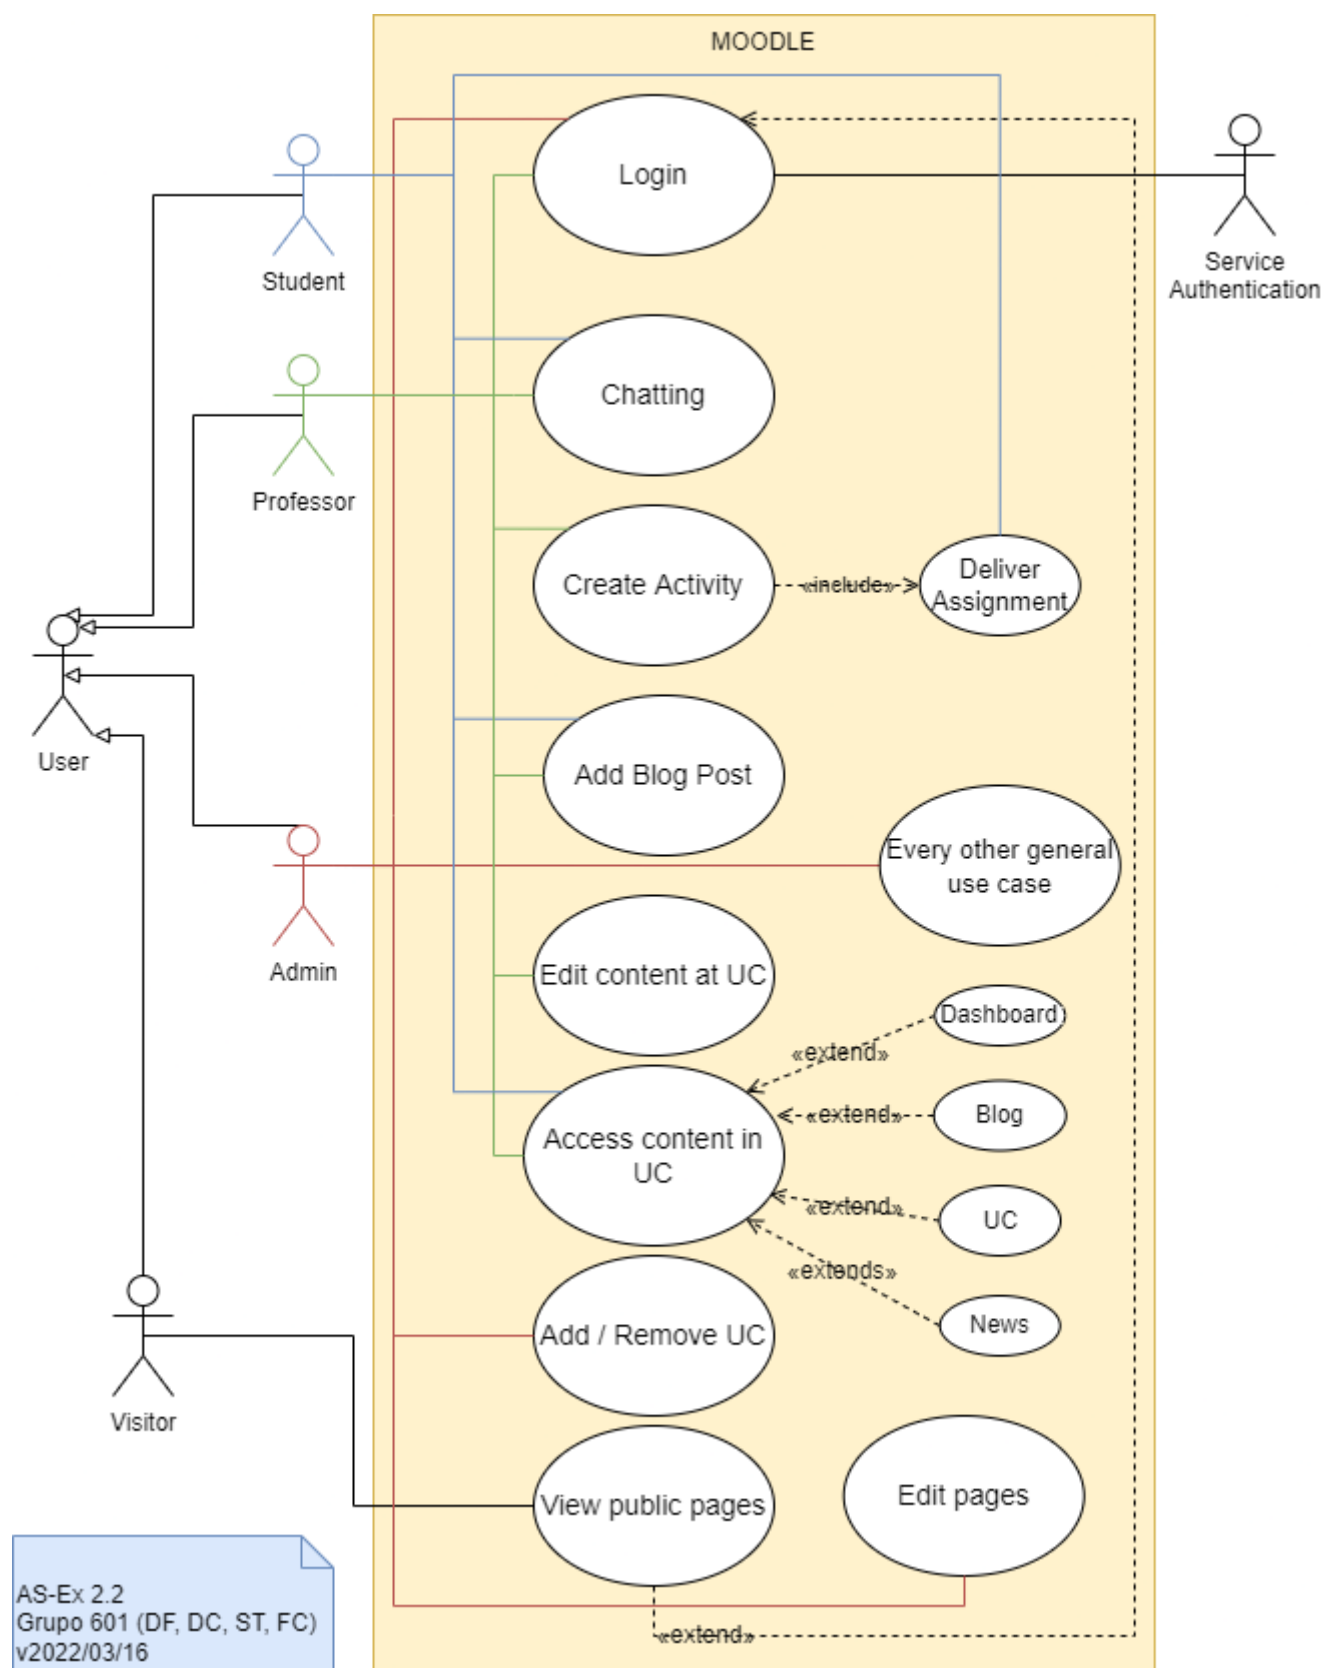 MOODLE
Login
Student
Service
Authentication
Chatting
Professor
Create Activity
«include»
Deliver
Assignment
User
Add Blog Post
Every other general
use case
Admin
Edit content at UC
Dashboard
«extend»
Blog
«extend»
Access content in
UC
UC
«extend»
«extends»
News
Add / Remove UC
Visitor
View public pages
Edit pages
«extend»
AS-Ex 2.2
Grupo 601 (DF, DC, ST, FC)
v2022/03/16